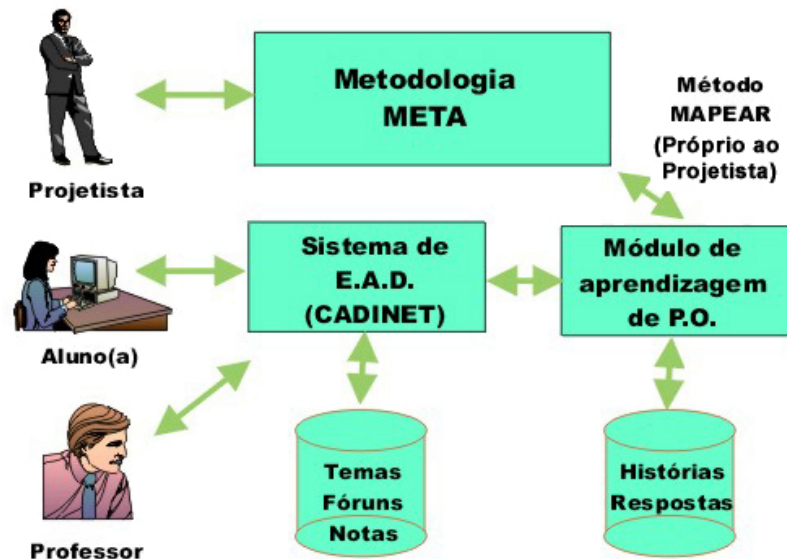 Metodologia
META
Método
MAPEAR
(Próprio ao
Projetista)
Projetista
Sistema de
E.A.D.
(CADINET)
Módulo de
aprendizagem
de P.O.
Aluno(a)
Temas
Fóruns
Notas
Histórias
Respostas
Professor